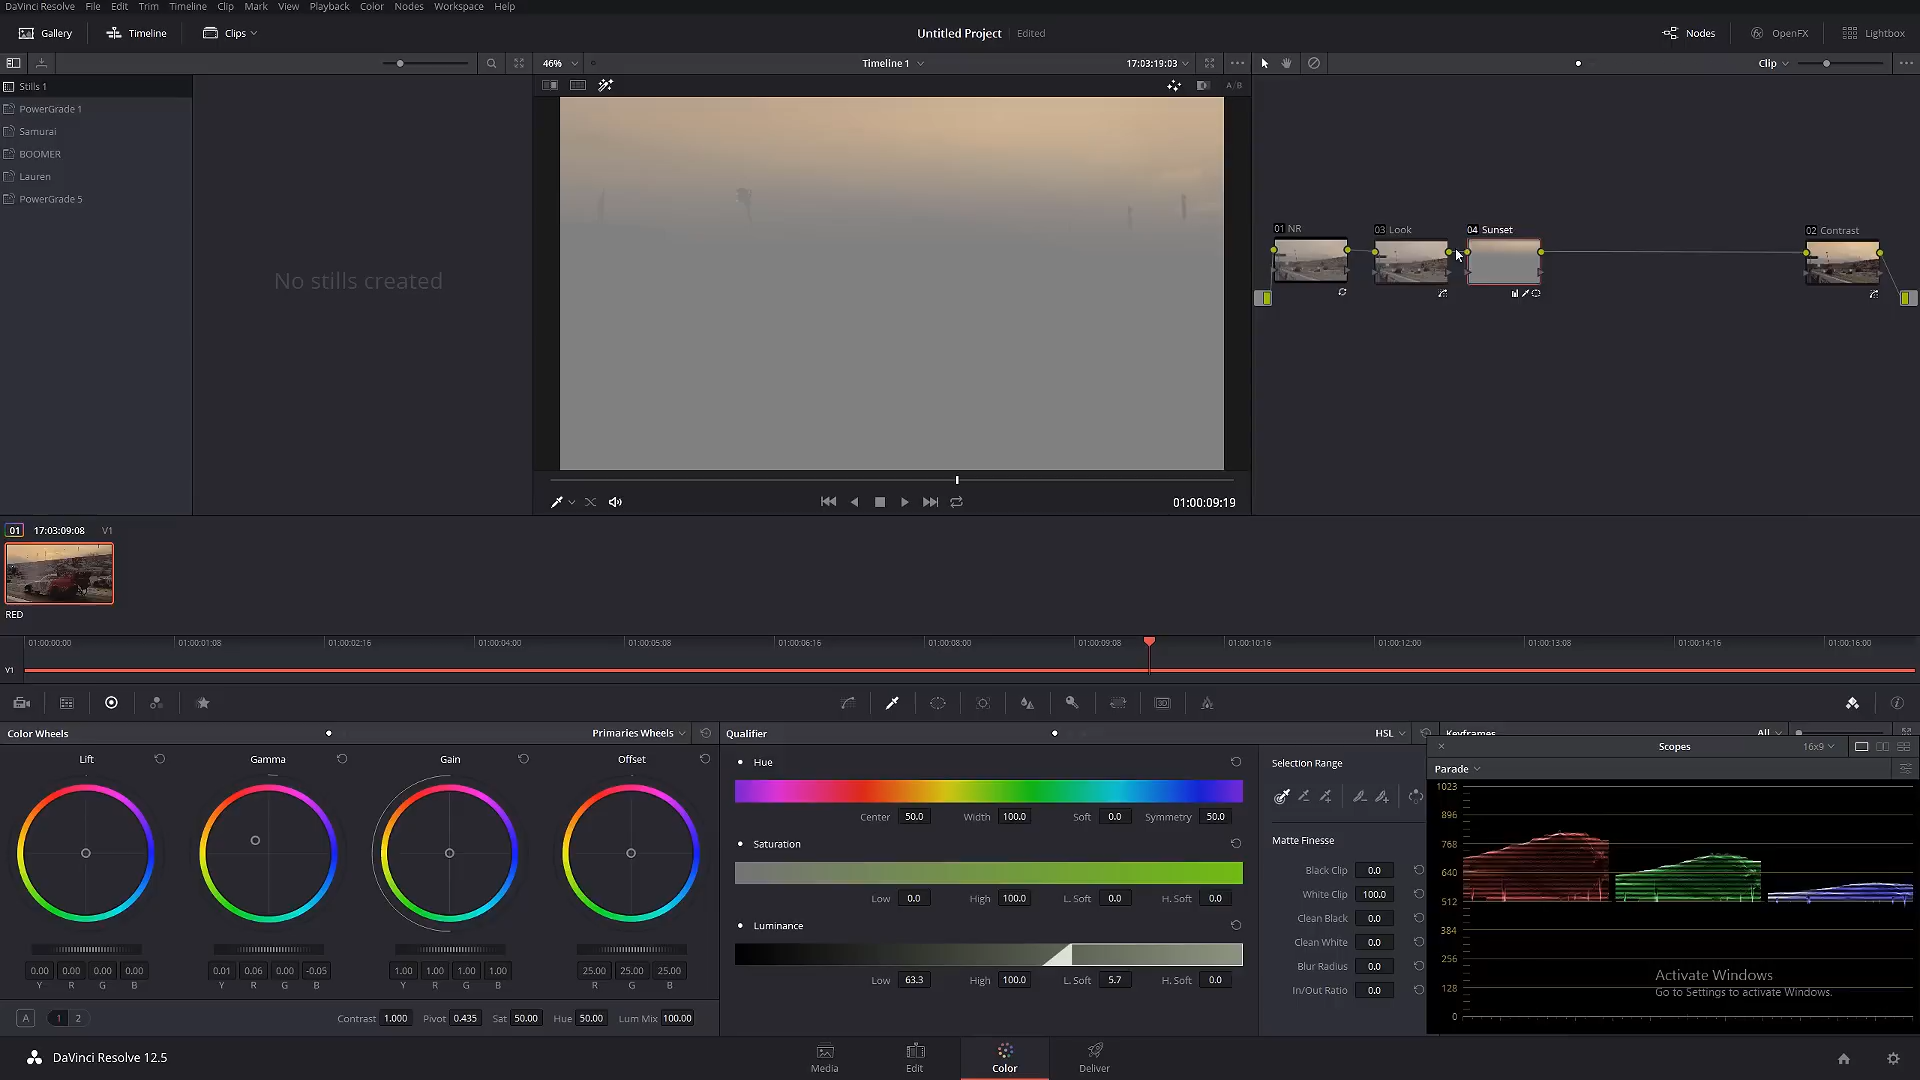 DaVinci Resolve File Edit Trim Timeline Clip Mark View Playback Color Nodes Workspace Help
Gallery Timeline Clips Untitled Project Edited Nodes OpenFX Lightbox
46% Timeline 1 17:03:19:03 Clip
Stills 1
A/B
PowerGrade 1
Samurai
BOOMER
Lauren
PowerGrade 5
No stills created
01 NR 03 Look 04 Sunset 02 Contrast
01:00:09:19
01 17:03:09:08 V1
RED
01:00:00:00 01:00:01:08 01:00:02:16 01:00:04:00 01:00:05:08 01:00:06:16 01:00:08:00 01:00:09:08 01:00:10:16 01:00:12:00 01:00:13:08 01:00:14:16 01:00:16:00
V1
3D
Color Wheels Primaries Wheels Qualifier HSL Keyframes All
Scopes 16x9
Lift Gamma Gain Offset
Hue
Selection Range
Parade
Center 50.0 Width 100.0 Soft 0.0 Symmetry 50.0
Saturation
Low 0.0 High 100.0 L. Soft 0.0 H. Soft 0.0
Luminance
Low 63.3 High 100.0 L. Soft 5.7 H. Soft 0.0
Matte Finesse
Black Clip 0.0
White Clip 100.0
Clean Black 0.0
Clean White 0.0
Blur Radius 0.0
In/Out Ratio 0.0
1023
896
768
640
512
384
256
128
0
0.00 0.00 0.00 0.00 0.01 0.06 0.00 -0.05 1.00 1.00 1.00 1.00 25.00 25.00 25.00
Y R G B Y R G B Y R G B R G B
A 1 2 Contrast 1.000 Pivot 0.435 Sat 50.00 Hue 50.00 Lum Mix 100.00
Activate Windows
Go to Settings to activate Windows.
DaVinci Resolve 12.5 Media Edit Color Deliver